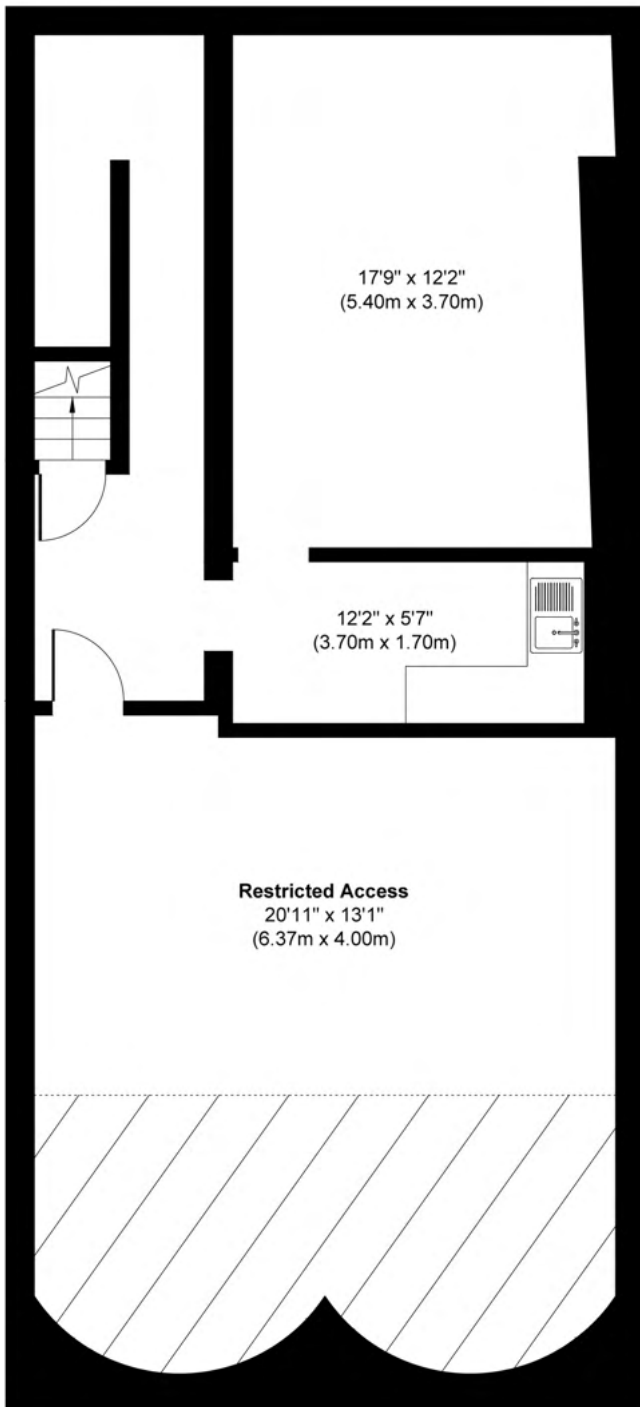 17'9" x 12'2"
(5.40m x 3.70m)
12'2" x 5'7"
(3.70m x 1.70m)
Restricted Access
20'11" x 13'1"
(6.37m x 4.00m)